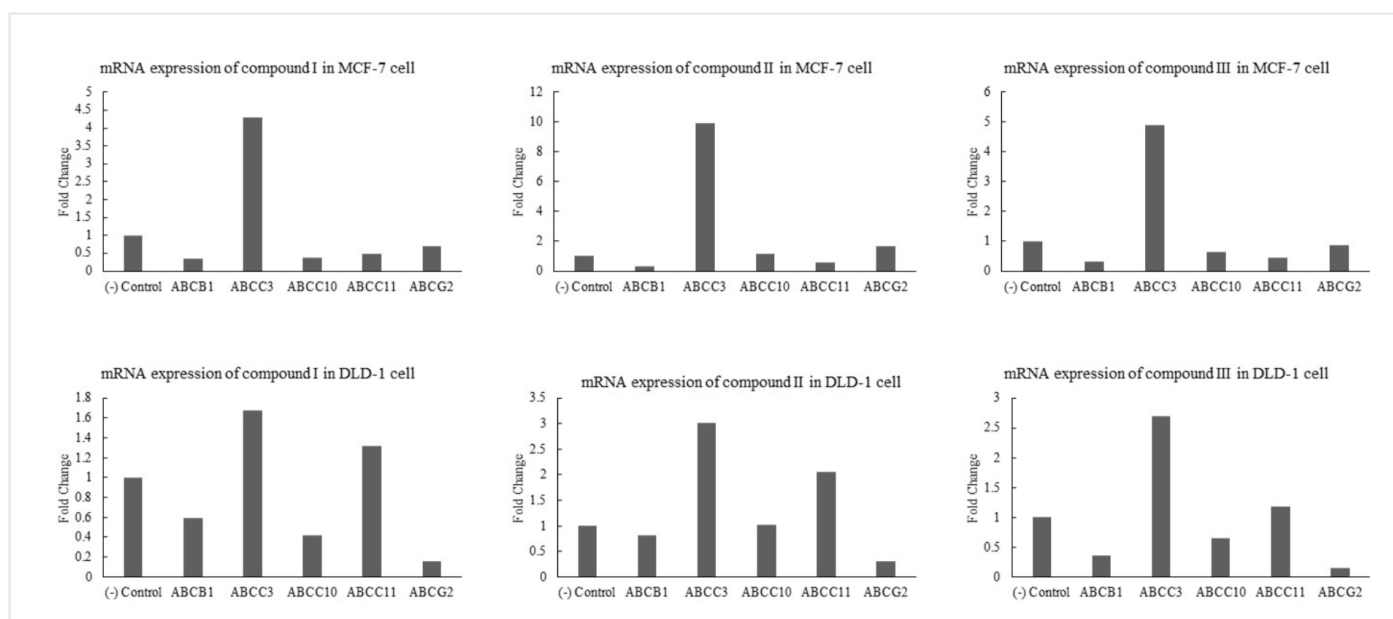 mRNA expression of compound I in MCF-7 cell
Fold Change
5
4.5
4
3.5
3
2.5
2
1.5
1
0.5
0
(-) Control ABCB1 ABCC3 ABCC10 ABCC11 ABCG2
mRNA expression of compound II in MCF-7 cell
Fold Change
12
10
8
6
4
2
0
(-) Control ABCB1 ABCC3 ABCC10 ABCC11 ABCG2
mRNA expression of compound III in MCF-7 cell
Fold Change
6
5
4
3
2
1
0
(-) Control ABCB1 ABCC3 ABCC10 ABCC11 ABCG2
mRNA expression of compound I in DLD-1 cell
Fold Change
1.8
1.6
1.4
1.2
1
0.8
0.6
0.4
0.2
0
(-) Control ABCB1 ABCC3 ABCC10 ABCC11 ABCG2
mRNA expression of compound II in DLD-1 cell
Fold Change
3.5
3
2.5
2
1.5
1
0.5
0
(-) Control ABCB1 ABCC3 ABCC10 ABCC11 ABCG2
mRNA expression of compound III in DLD-1 cell
Fold Change
3
2.5
2
1.5
1
0.5
0
(-) Control ABCB1 ABCC3 ABCC10 ABCC11 ABCG2